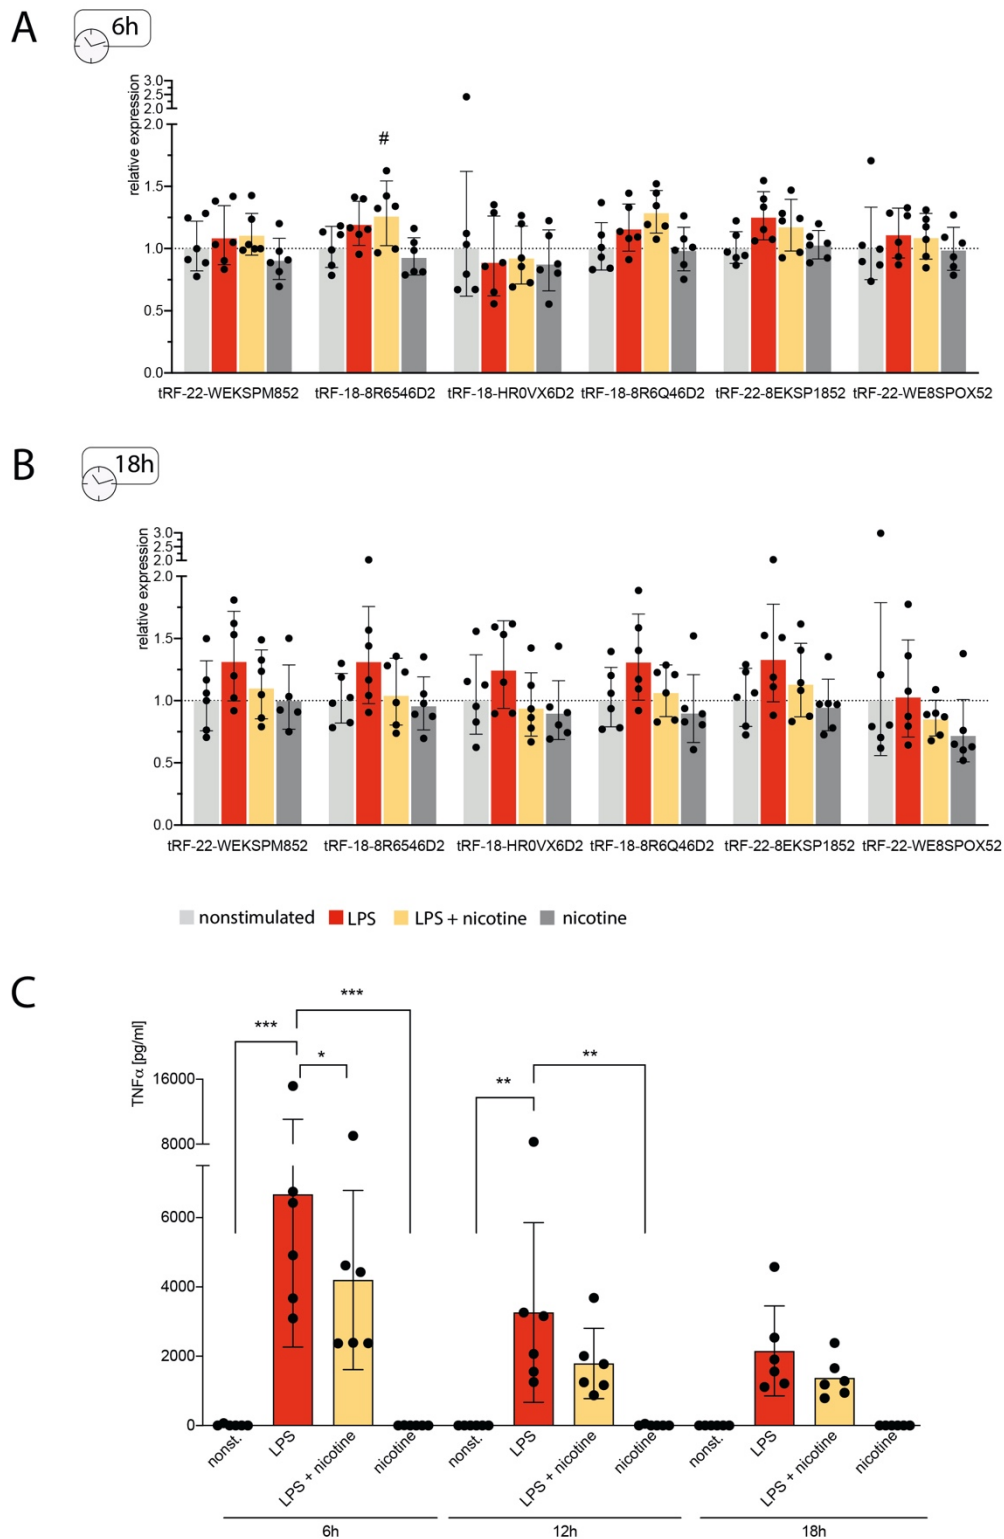 A
6h
relative expression
3.0
2.5
2.0
2.0
1.5
1.0
0.5
0.0
#
tRF-22-WEKSPM852 tRF-18-8R6546D2 tRF-18-HR0VX6D2 tRF-18-8R6Q46D2 tRF-22-8EKSP1852 tRF-22-WE8SPOX52
B
18h
relative expression
3.0
2.5
2.0
2.0
1.5
1.0
0.5
0.0
tRF-22-WEKSPM852 tRF-18-8R6546D2 tRF-18-HR0VX6D2 tRF-18-8R6Q46D2 tRF-22-8EKSP1852 tRF-22-WE8SPOX52
nonstimulated LPS LPS + nicotine nicotine
C
TNFα [pg/ml]
16000
8000
6000
4000
2000
0
***
***
*
**
**
nonst. LPS LPS + nicotine nicotine nonst. LPS LPS + nicotine nicotine nonst. LPS LPS + nicotine nicotine
6h 12h 18h